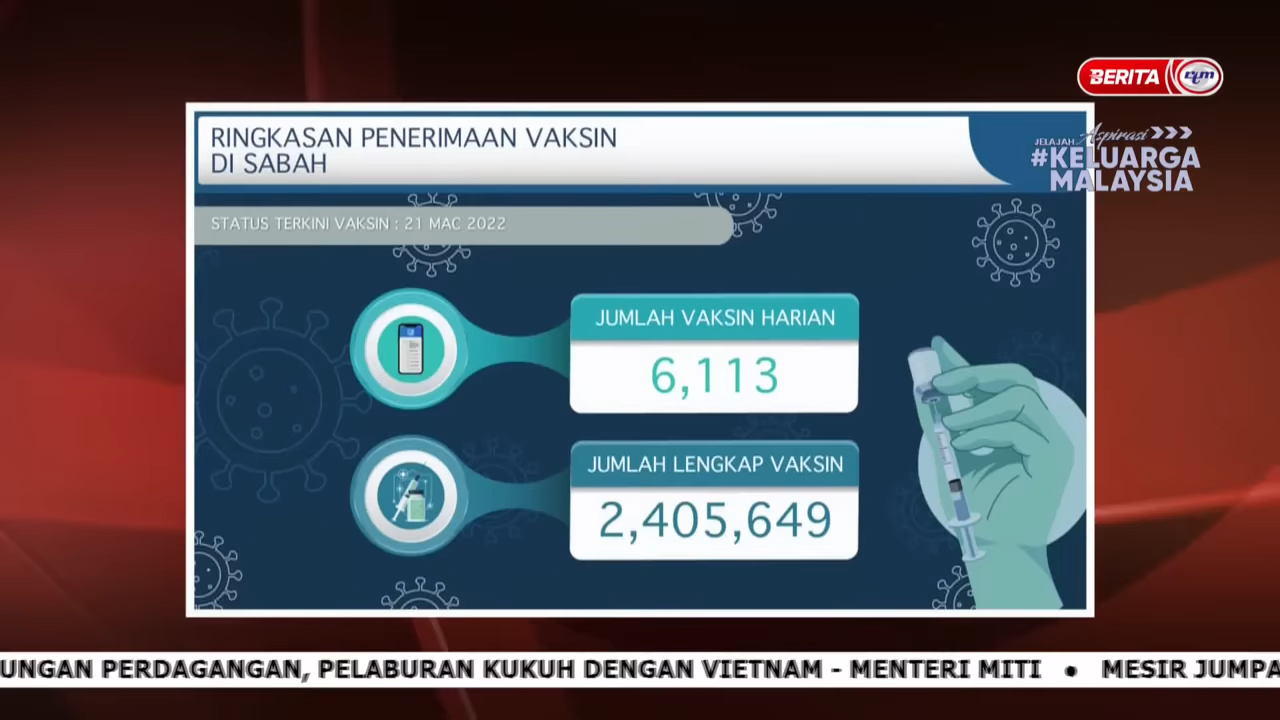 BERITA rtm
RINGKASAN PENERIMAAN VAKSIN
DI SABAH
JELAJAH Aspirasi
#KELUARGA
MALAYSIA
STATUS TERKINI VAKSIN : 21 MAC 2022
JUMLAH VAKSIN HARIAN
6,113
JUMLAH LENGKAP VAKSIN
2,405,649
UNGAN PERDAGANGAN, PELABURAN KUKUH DENGAN VIETNAM - MENTERI MITI • MESIR JUMPA